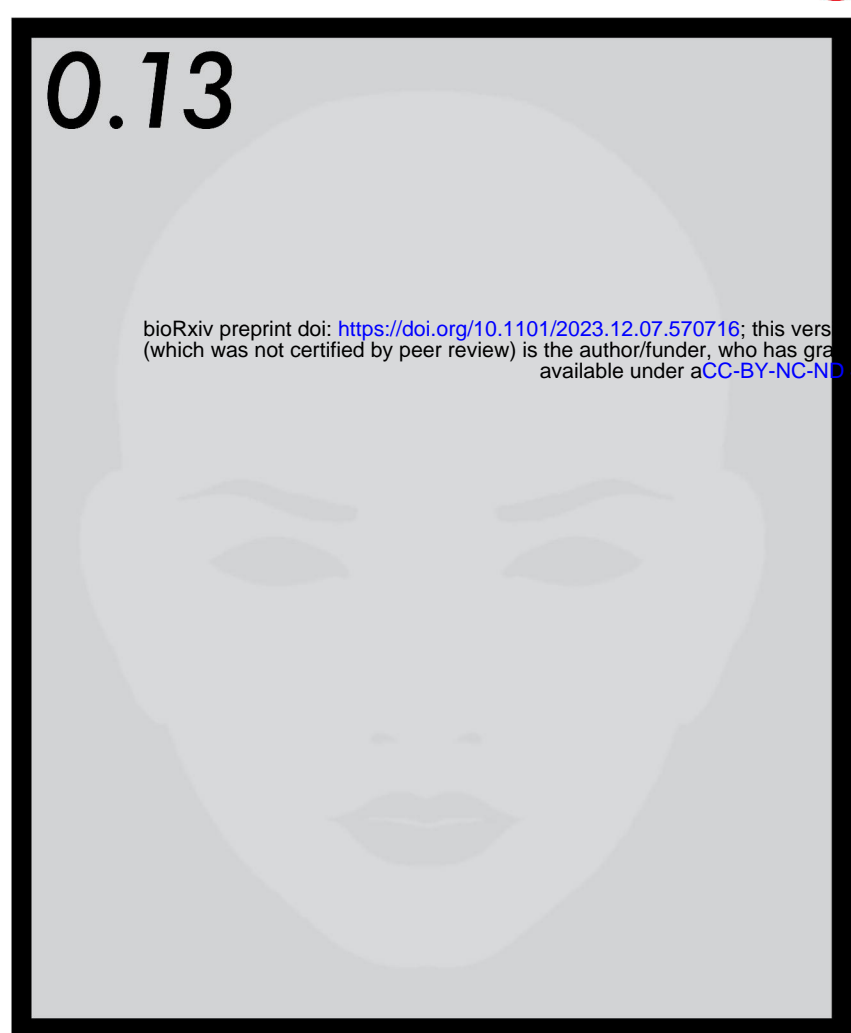 0.13
bioRxiv preprint doi: https://doi.org/10.1101/2023.12.07.570716; this vers
(which was not certified by peer review) is the author/funder, who has gra
available under aCC-BY-NC-ND